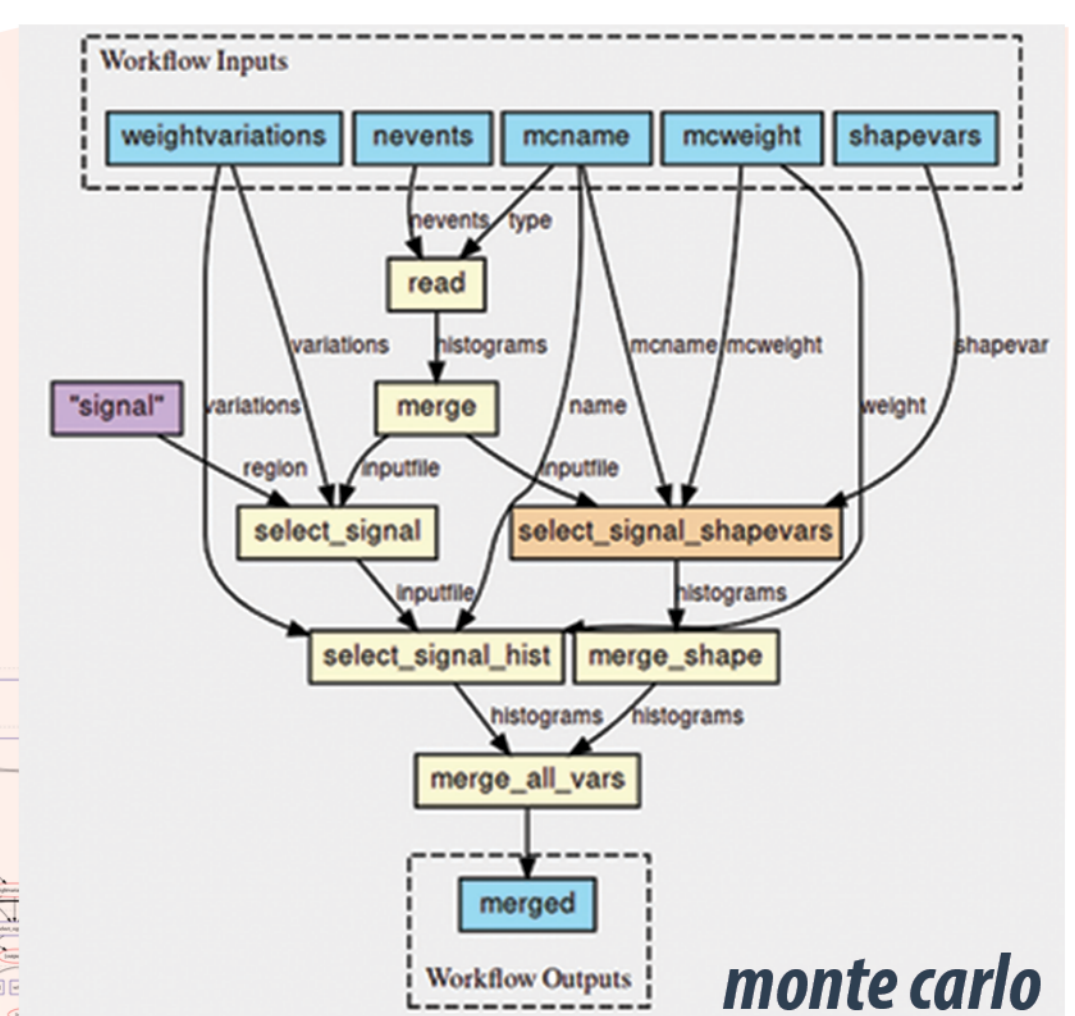 Workflow Inputs
weightvariations nevents mcname mcweight shapevars
nevents type
read
variations histograms mcname mcweight shapevar
"signal" variations merge name weight
region inputfile inputfile
select_signal select_signal_shapevars
inputfile histograms
select_signal_hist merge_shape
histograms histograms
merge_all_vars
merged
Workflow Outputs
monte carlo